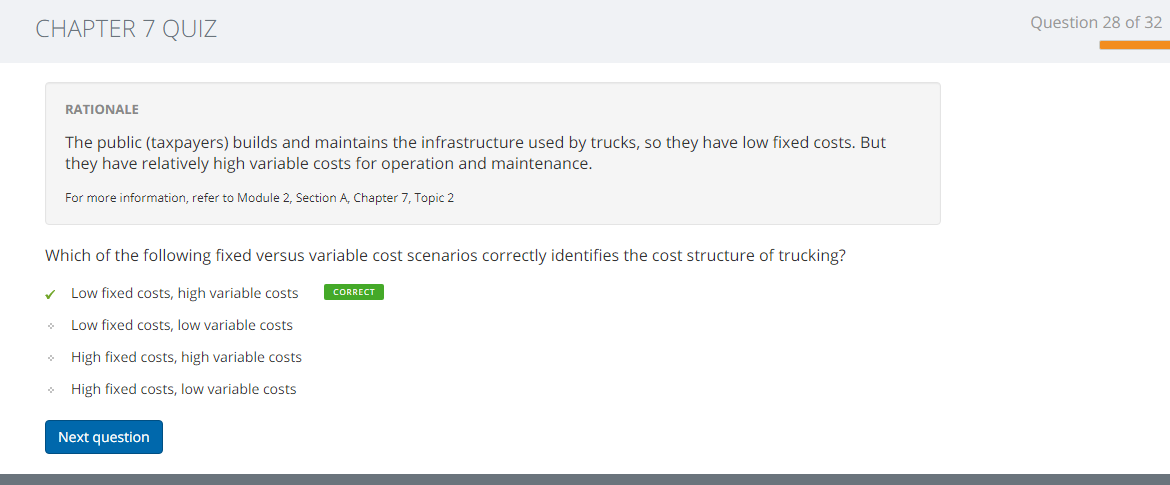 CHAPTER 7 QUIZ
Question 28 of 32
RATIONALE
The public (taxpayers) builds and maintains the infrastructure used by trucks, so they have low fixed costs. But
they have relatively high variable costs for operation and maintenance.
For more information, refer to Module 2, Section A, Chapter 7, Topic 2
Which of the following fixed versus variable cost scenarios correctly identifies the cost structure of trucking?
Low fixed costs, high variable costs CORRECT
Low fixed costs, low variable costs
High fixed costs, high variable costs
High fixed costs, low variable costs
Next question